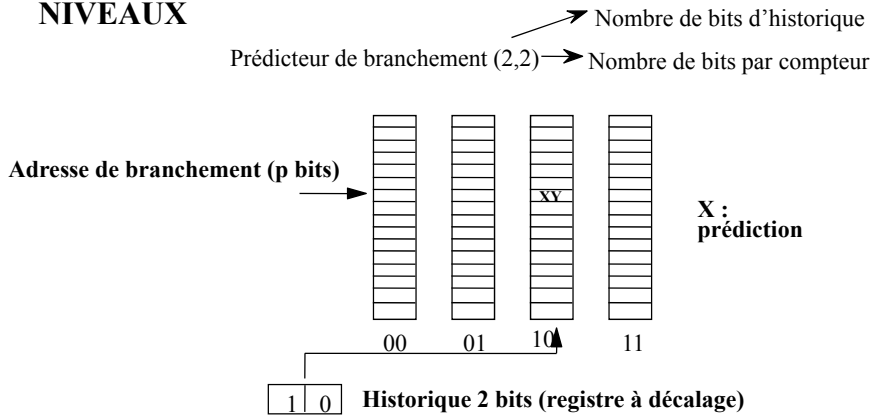 NIVEAUX
Nombre de bits d’historique
Prédicteur de branchement (2,2)
Nombre de bits par compteur
Adresse de branchement (p bits)
XY
X :
prédiction
00 01 10 11
1 0
Historique 2 bits (registre à décalage)